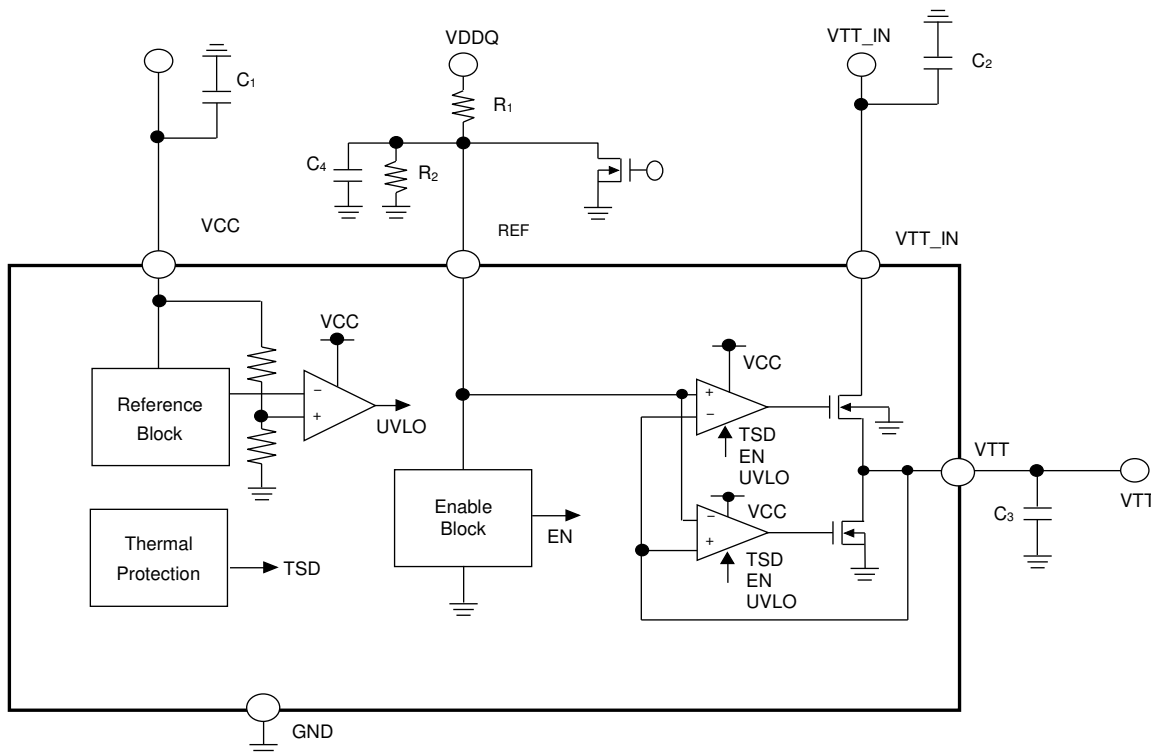 VDDQ
VTT_IN
C₁
C₂
R₁
C₄
R₂
VCC
REF
VTT_IN
VCC
VCC
Reference
Block
−
+
UVLO
+
−
TSD
EN
UVLO
VTT
VTT
Enable
Block
EN
−
+
VCC
TSD
EN
UVLO
C₃
Thermal
Protection
TSD
GND